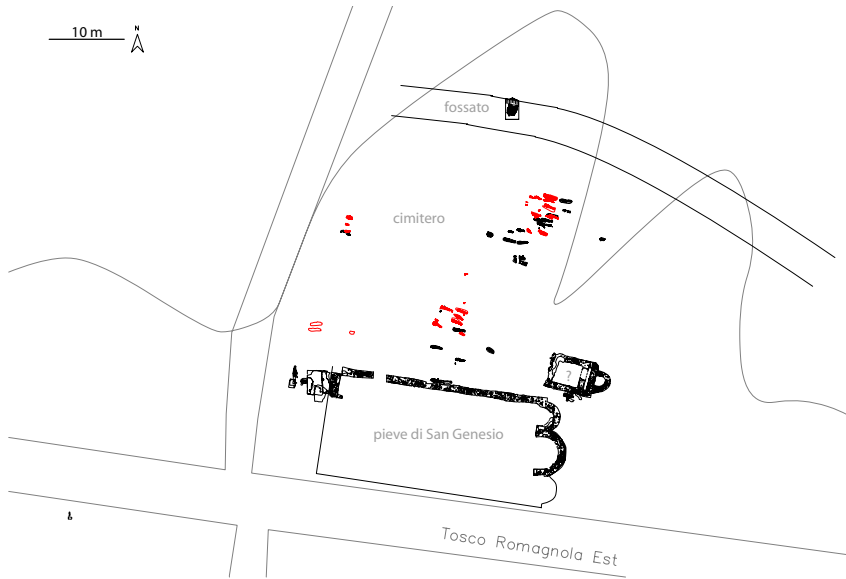 10 m
N
fossato
cimitero
?
pieve di San Genesio
Tosco Romagnola Est